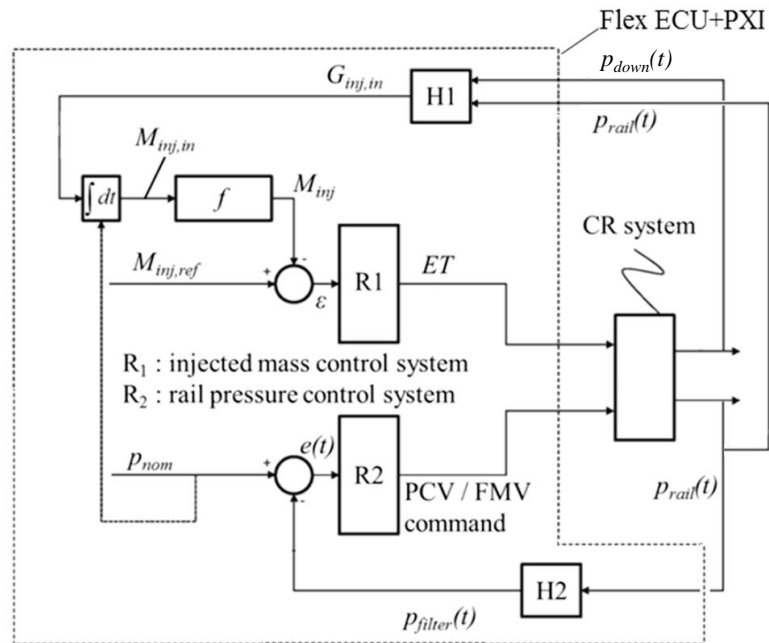 Flex ECU+PXI
p_down(t)
G_inj,in
H1
p_rail(t)
M_inj,in
∫ dt
f
M_inj
CR system
M_inj,ref
+
-
ε
R1
ET
R₁ : injected mass control system
R₂ : rail pressure control system
p_nom
+
-
e(t)
R2
PCV / FMV
command
p_rail(t)
H2
p_filter(t)